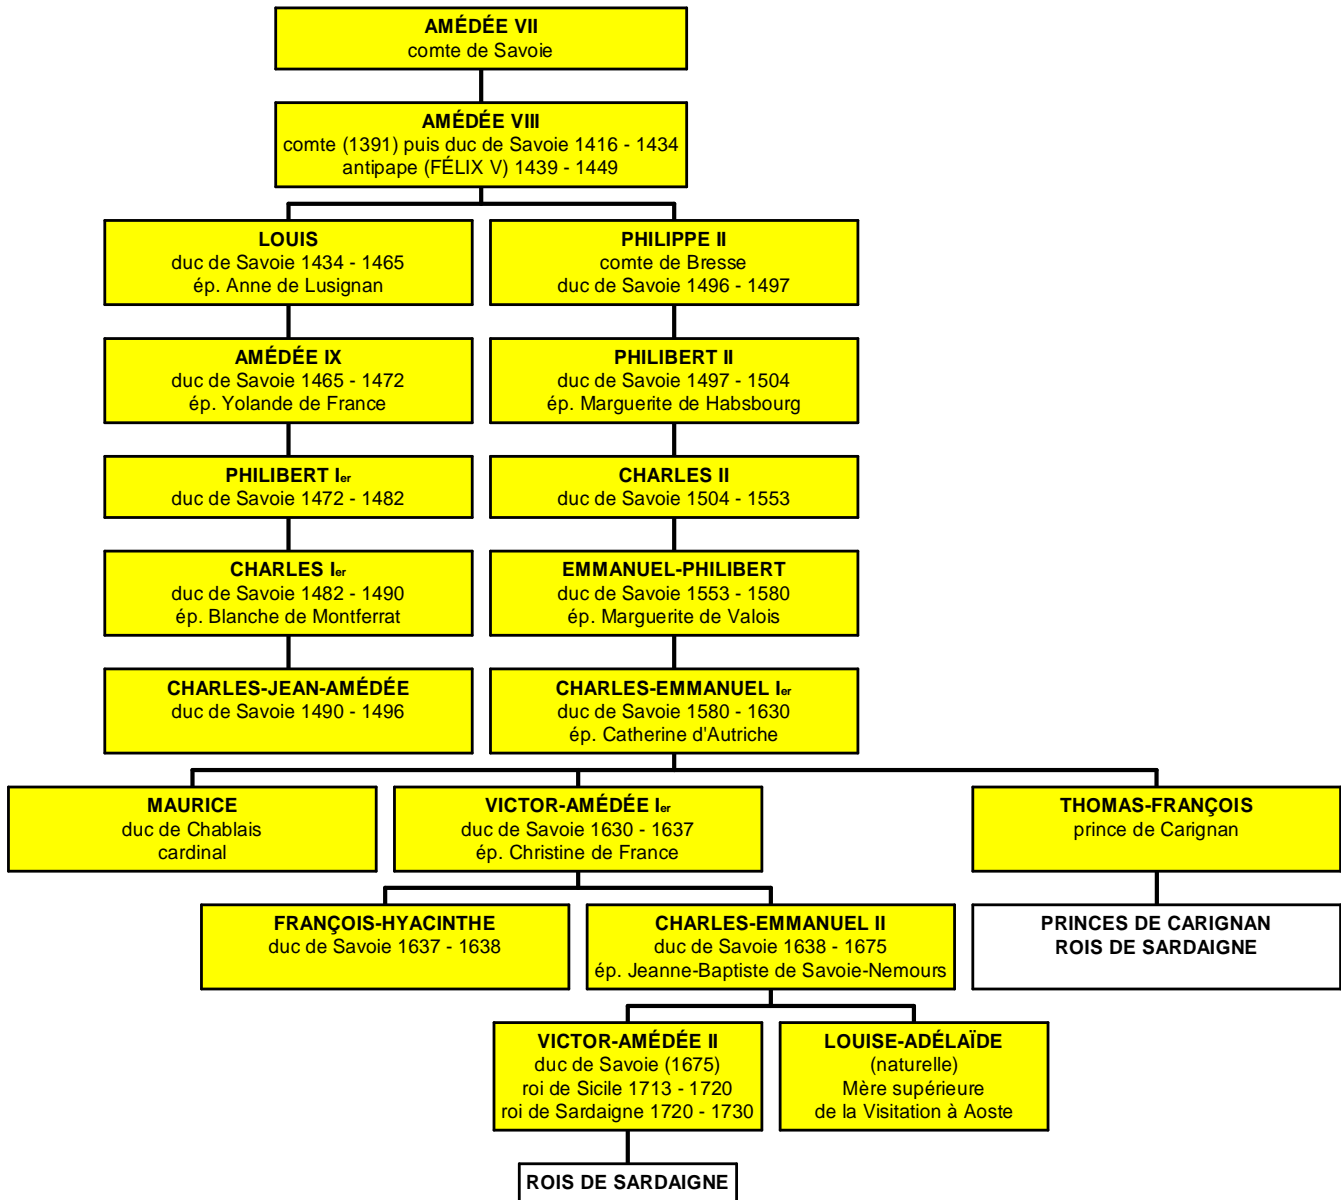 AMÉDÉE VII
comte de Savoie
AMÉDÉE VIII
comte (1391) puis duc de Savoie 1416 - 1434
antipape (FÉLIX V) 1439 - 1449
LOUIS
duc de Savoie 1434 - 1465
ép. Anne de Lusignan
PHILIPPE II
comte de Bresse
duc de Savoie 1496 - 1497
AMÉDÉE IX
duc de Savoie 1465 - 1472
ép. Yolande de France
PHILIBERT II
duc de Savoie 1497 - 1504
ép. Marguerite de Habsbourg
PHILIBERT Ier
duc de Savoie 1472 - 1482
CHARLES II
duc de Savoie 1504 - 1553
CHARLES Ier
duc de Savoie 1482 - 1490
ép. Blanche de Montferrat
EMMANUEL-PHILIBERT
duc de Savoie 1553 - 1580
ép. Marguerite de Valois
CHARLES-JEAN-AMÉDÉE
duc de Savoie 1490 - 1496
CHARLES-EMMANUEL Ier
duc de Savoie 1580 - 1630
ép. Catherine d'Autriche
MAURICE
duc de Chablais
cardinal
VICTOR-AMÉDÉE Ier
duc de Savoie 1630 - 1637
ép. Christine de France
THOMAS-FRANÇOIS
prince de Carignan
FRANÇOIS-HYACINTHE
duc de Savoie 1637 - 1638
CHARLES-EMMANUEL II
duc de Savoie 1638 - 1675
ép. Jeanne-Baptiste de Savoie-Nemours
PRINCES DE CARIGNAN
ROIS DE SARDAIGNE
VICTOR-AMÉDÉE II
duc de Savoie (1675)
roi de Sicile 1713 - 1720
roi de Sardaigne 1720 - 1730
LOUISE-ADÉLAÏDE
(naturelle)
Mère supérieure
de la Visitation à Aoste
ROIS DE SARDAIGNE